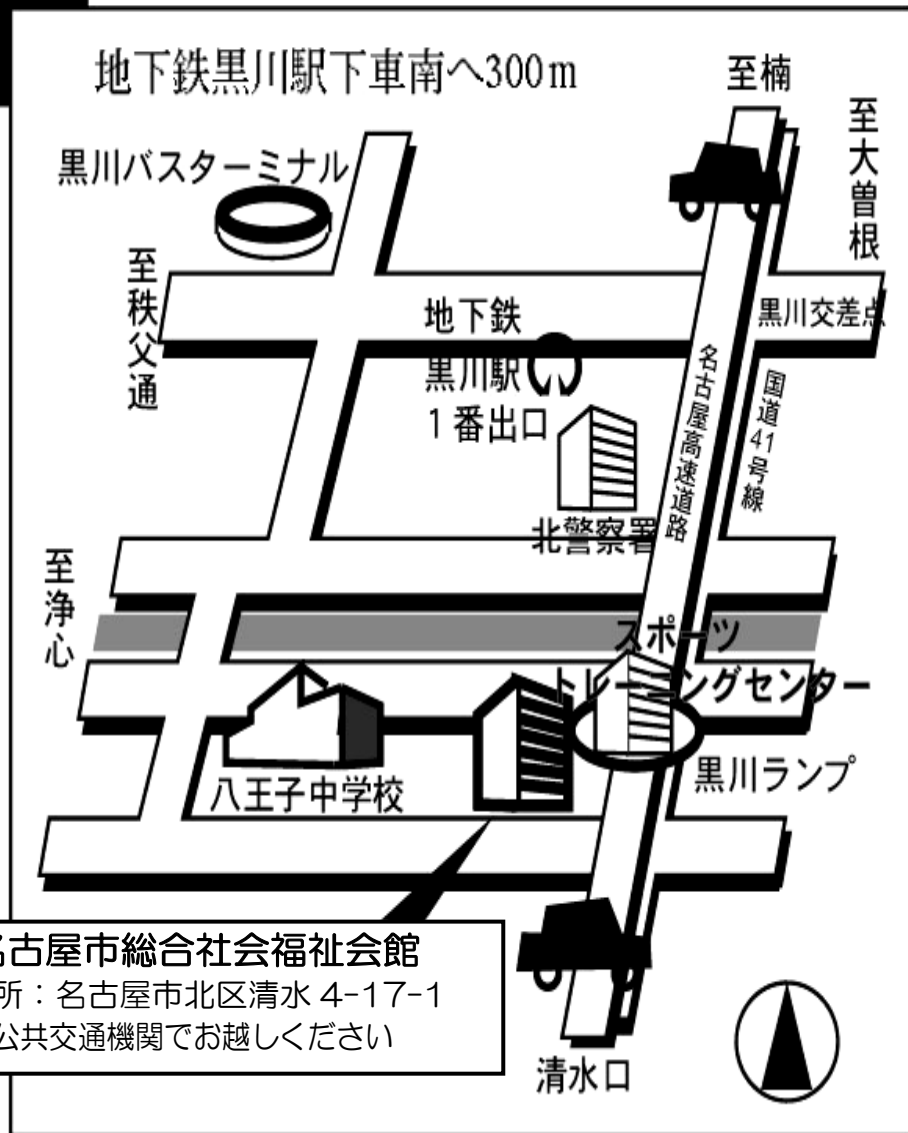 地下鉄黒川駅下車南へ300m
至楠
至大曽根
黒川バスターミナル
至秩父通
地下鉄
黒川駅
1番出口
黒川交差点
名古屋高速道路
国道41号線
北警察署
至浄心
スポーツ
トレーニングセンター
八王子中学校
黒川ランプ
古屋市総合社会福祉会館
所：名古屋市北区清水 4-17-1
公共交通機関でお越しください
清水口